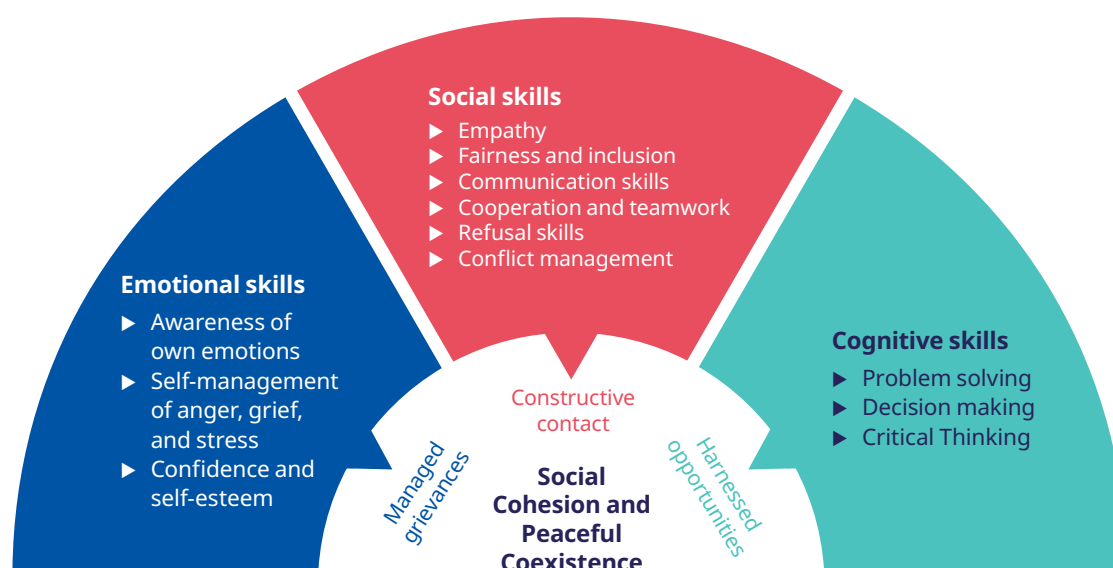 Social skills
Empathy
Fairness and inclusion
Communication skills
Cooperation and teamwork
Refusal skills
Conflict management
Emotional skills
Awareness of
own emotions
Self-management
of anger, grief,
and stress
Confidence and
self-esteem
Cognitive skills
Problem solving
Decision making
Critical Thinking
Constructive
contact
Managed
grievances
Harnessed
opportunities
Social
Cohesion and
Peaceful
Coexistence